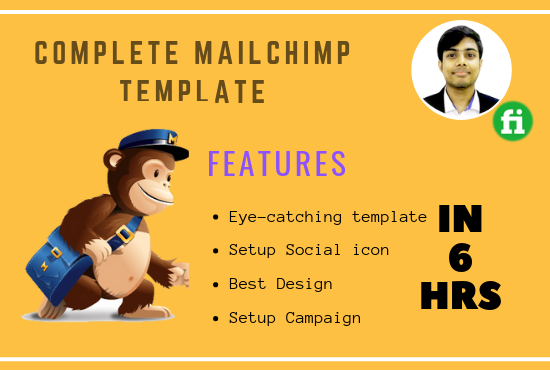 COMPLETE MAILCHIMP
TEMPLATE
fi
FEATURES
• Eye-catching template
• Setup Social icon
• Best Design
• Setup Campaign
IN
6
HRS